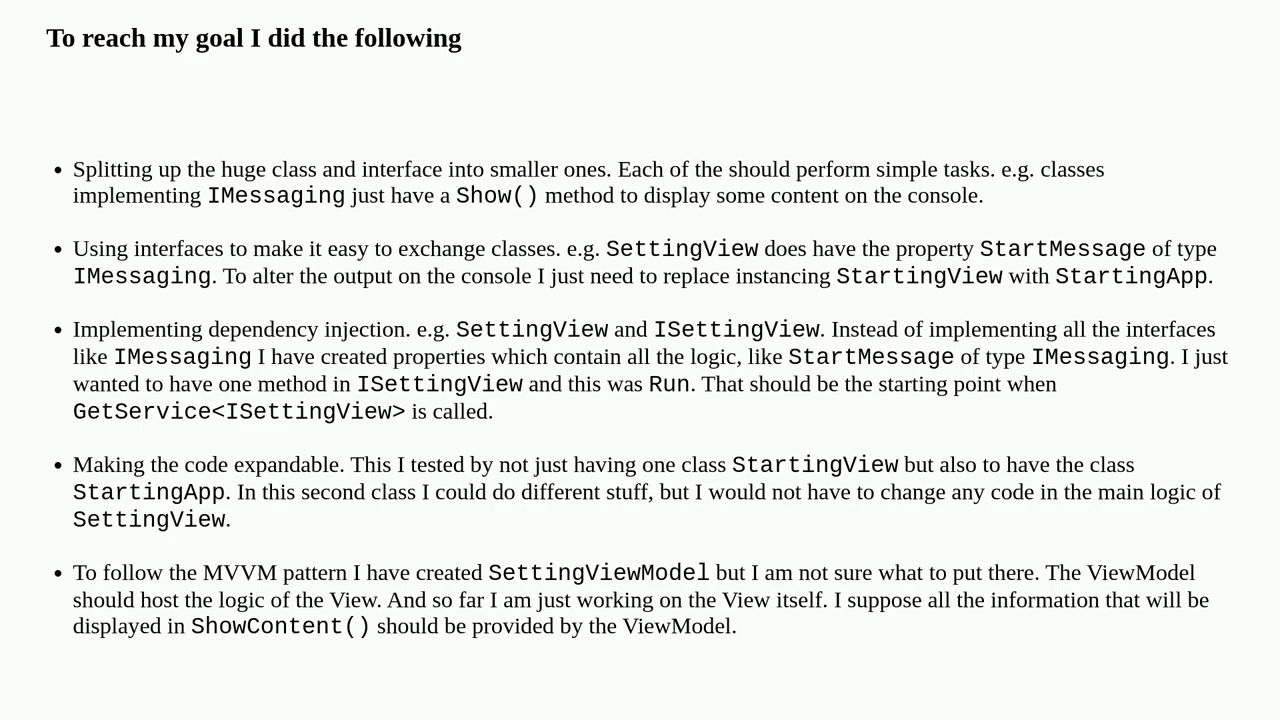 To reach my goal I did the following
• Splitting up the huge class and interface into smaller ones. Each of the should perform simple tasks. e.g. classes
implementing IMessaging just have a Show() method to display some content on the console.
• Using interfaces to make it easy to exchange classes. e.g. SettingView does have the property StartMessage of type
IMessaging. To alter the output on the console I just need to replace instancing StartingView with StartingApp.
• Implementing dependency injection. e.g. SettingView and ISettingView. Instead of implementing all the interfaces
like IMessaging I have created properties which contain all the logic, like StartMessage of type IMessaging. I just
wanted to have one method in ISettingView and this was Run. That should be the starting point when
GetService<ISettingView> is called.
• Making the code expandable. This I tested by not just having one class StartingView but also to have the class
StartingApp. In this second class I could do different stuff, but I would not have to change any code in the main logic of
SettingView.
• To follow the MVVM pattern I have created SettingViewModel but I am not sure what to put there. The ViewModel
should host the logic of the View. And so far I am just working on the View itself. I suppose all the information that will be
displayed in ShowContent() should be provided by the ViewModel.